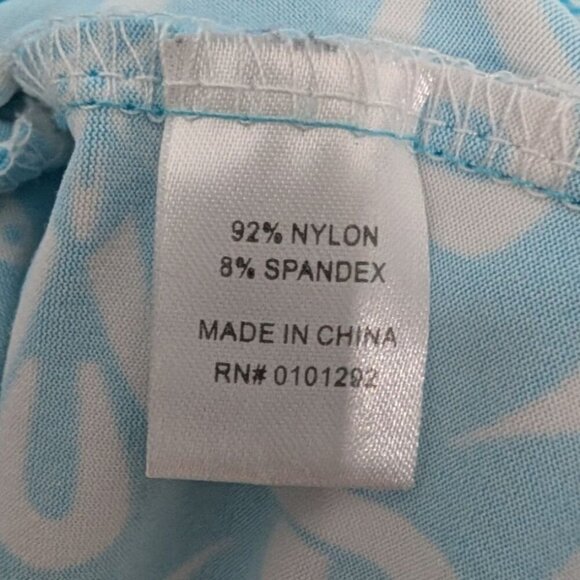 92% NYLON
8% SPANDEX
MADE IN CHINA
RN# 0101292